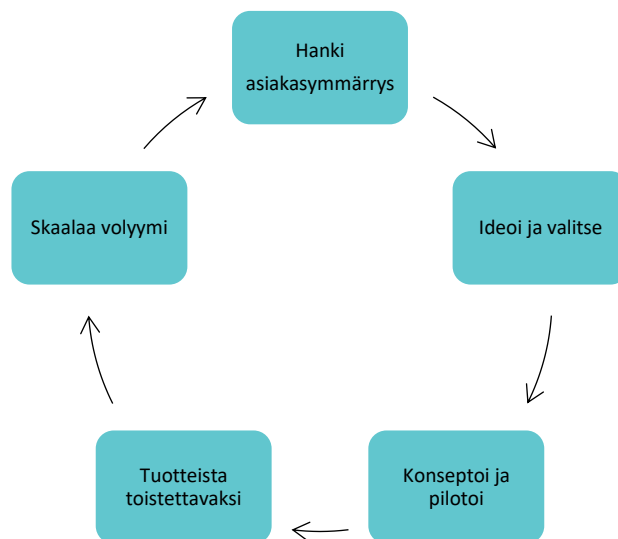 Hanki
asiakasymmärrys
Ideoi ja valitse
Konseptoi ja
pilotoi
Tuotteista
toistettavaksi
Skaalaa volyymi